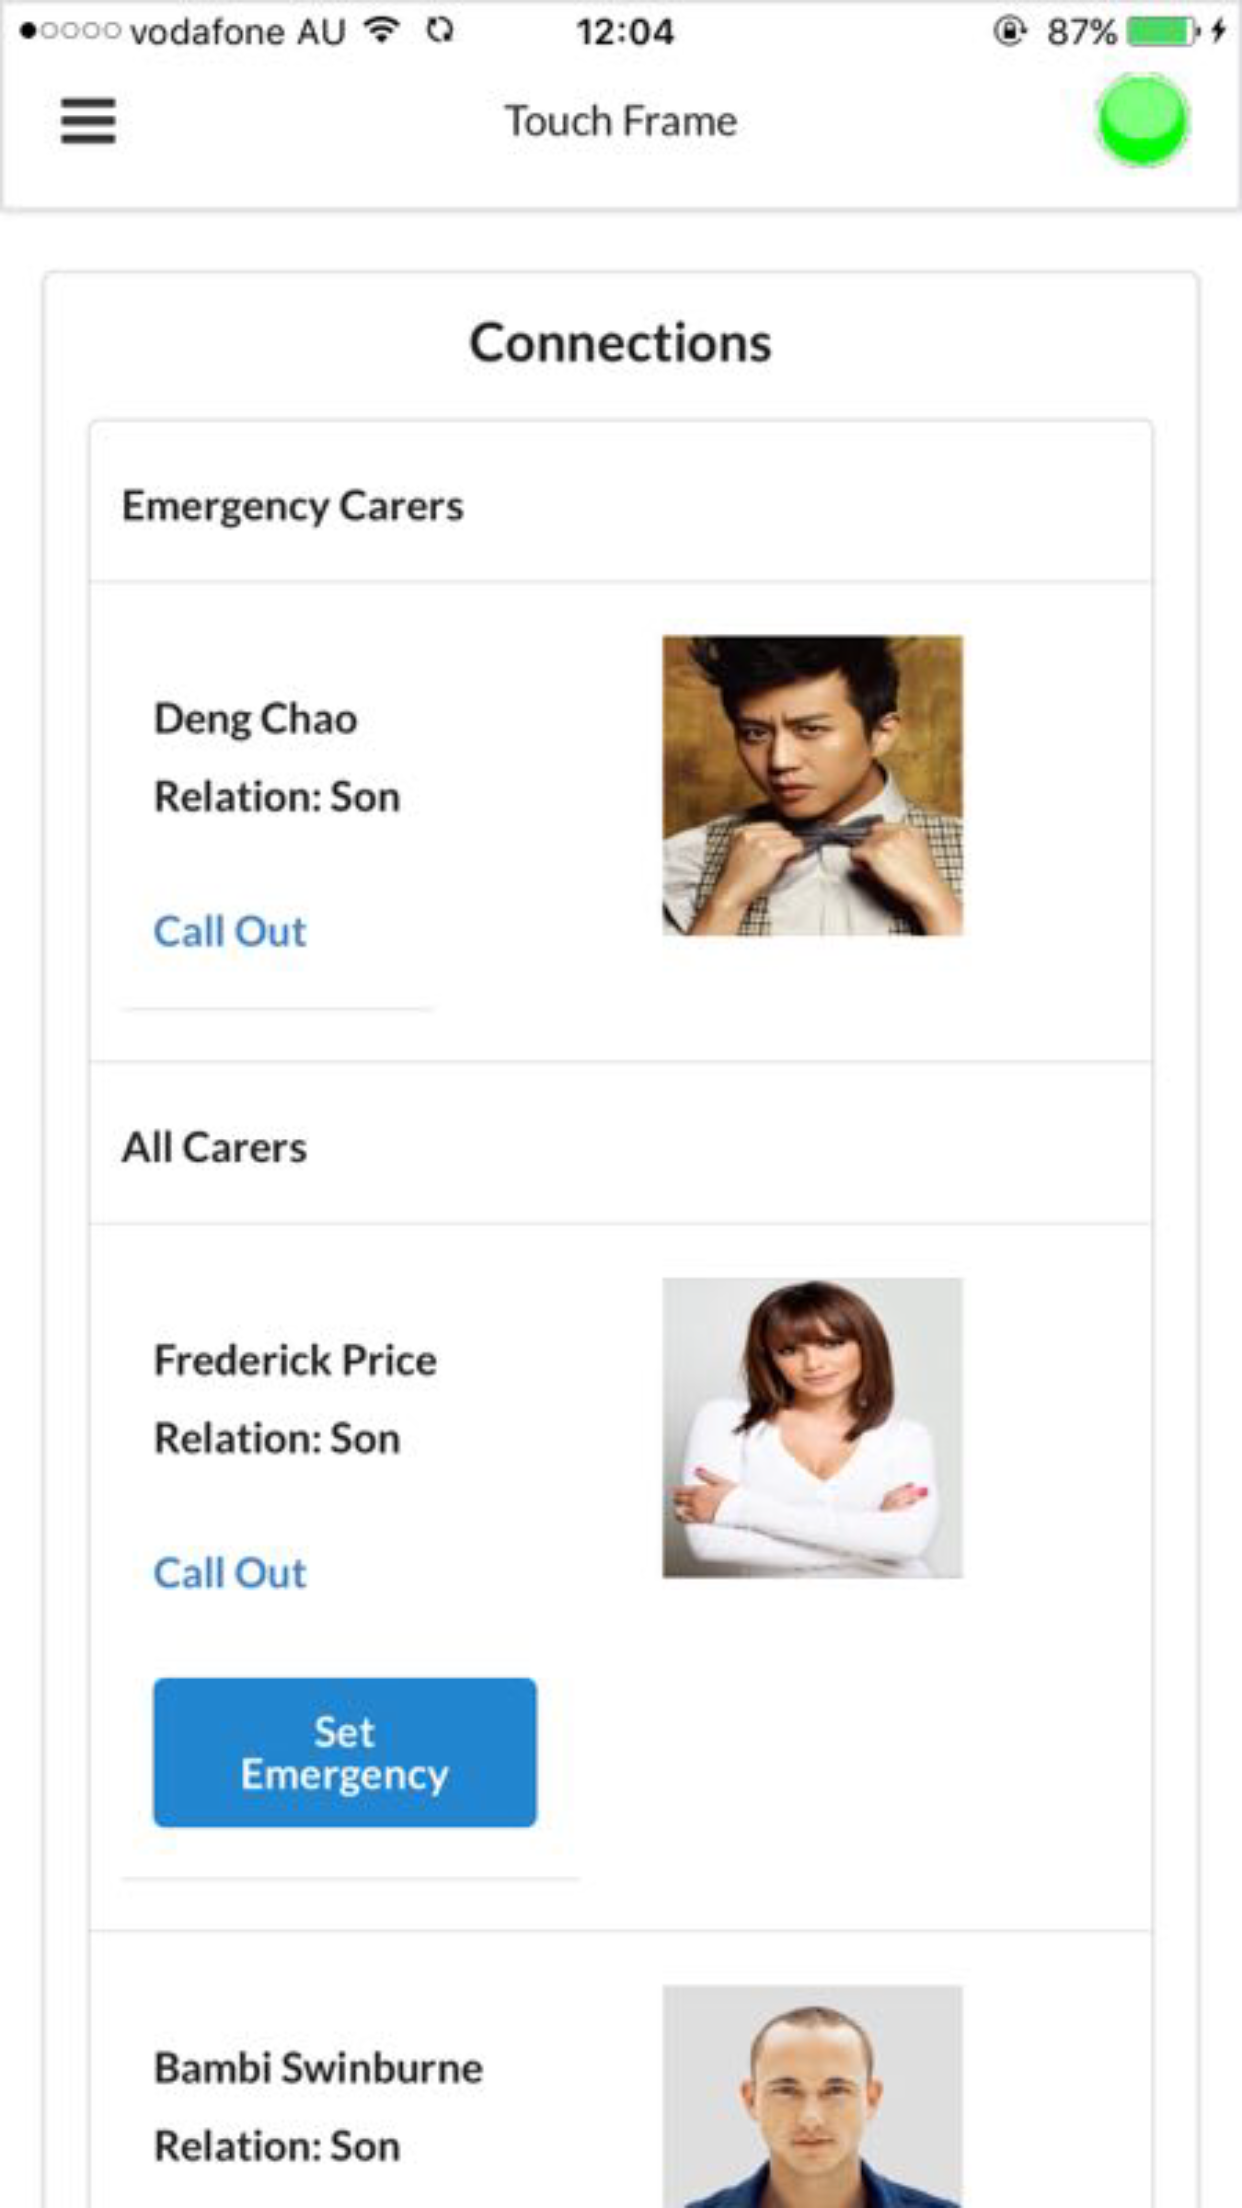 vodafone AU 12:04 87%
Touch Frame
Connections
Emergency Carers
Deng Chao
Relation: Son
Call Out
All Carers
Frederick Price
Relation: Son
Call Out
Set
Emergency
Bambi Swinburne
Relation: Son